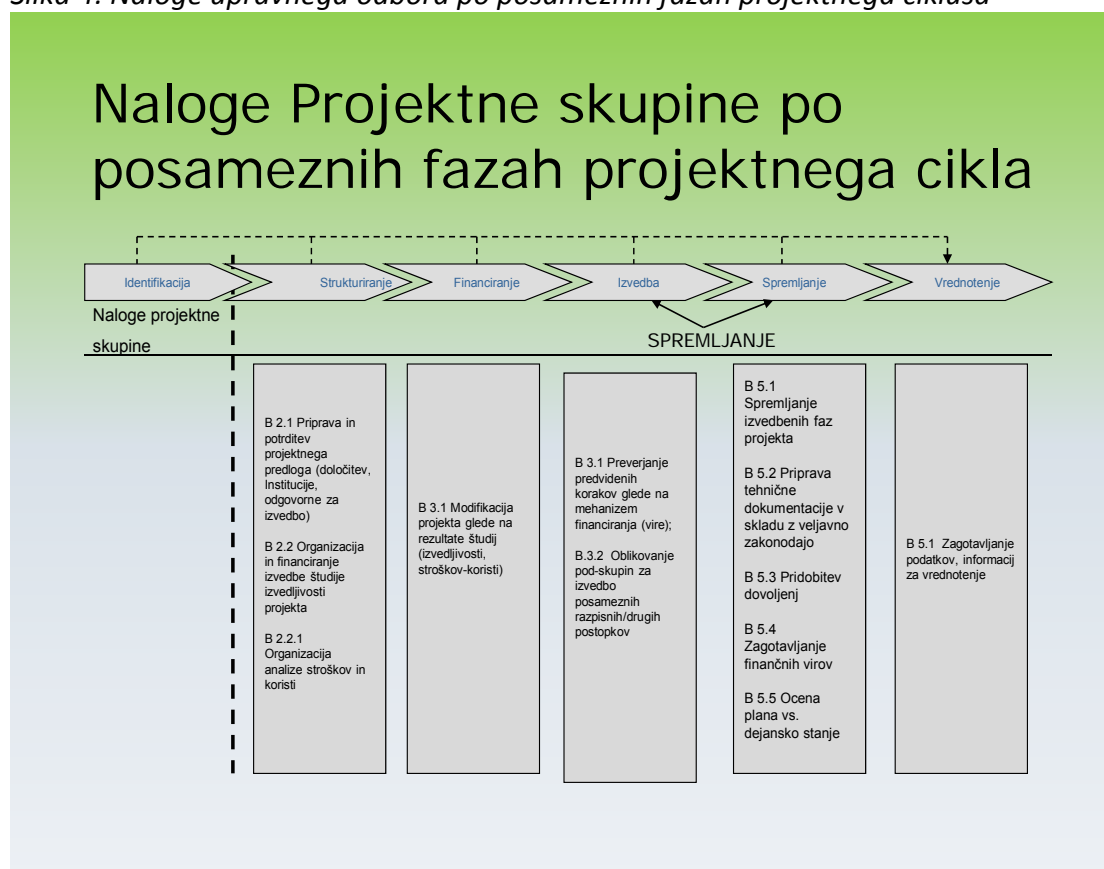 Slika 4: Naloge upravnega odbora po posameznih fazah projektnega ciklusa
Naloge Projektne skupine po
posameznih fazah projektnega cikla
Identifikacija
Strukturiranje
Financiranje
Izvedba
Spremljanje
Vrednotenje
Naloge projektne
skupine
SPREMLJANJE
B 2.1 Priprava in
potrditev
projektnega
predloga (določitev,
Institucije,
odgovorne za
izvedbo)
B 2.2 Organizacija
in financiranje
izvedbe študije
izvedljivosti
projekta
B 2.2.1
Organizacija
analize stroškov in
koristi
B 3.1 Modifikacija
projekta glede na
rezultate študij
(izvedljivosti,
stroškov-koristi)
B 3.1 Preverjanje
predvidenih
korakov glede na
mehanizem
financiranja (vire);
B.3.2 Oblikovanje
pod-skupin za
izvedbo
posameznih
razpisnih/drugih
postopkov
B 5.1
Spremljanje
izvedbenih faz
projekta
B 5.2 Priprava
tehnične
dokumentacije v
skladu z veljavno
zakonodajo
B 5.3 Pridobitev
dovoljenj
B 5.4
Zagotavljanje
finančnih virov
B 5.5 Ocena
plana vs.
dejansko stanje
B 5.1 Zagotavljanje
podatkov, informacij
za vrednotenje